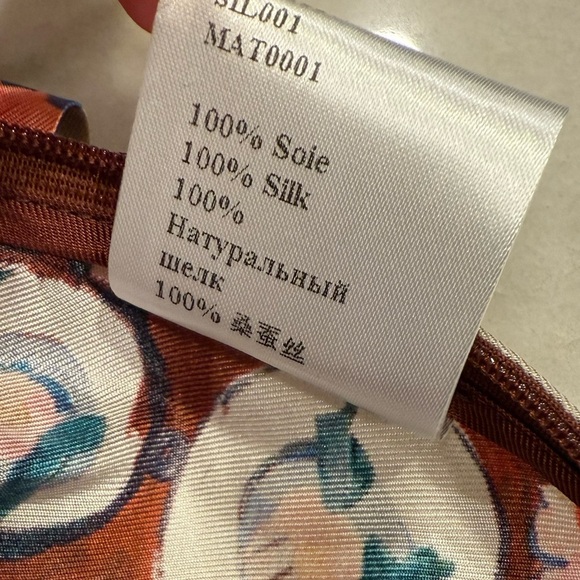 SIL001
MAT0001
100% Soie
100% Silk
100%
Натуральный
шелк
100% 桑蚕丝